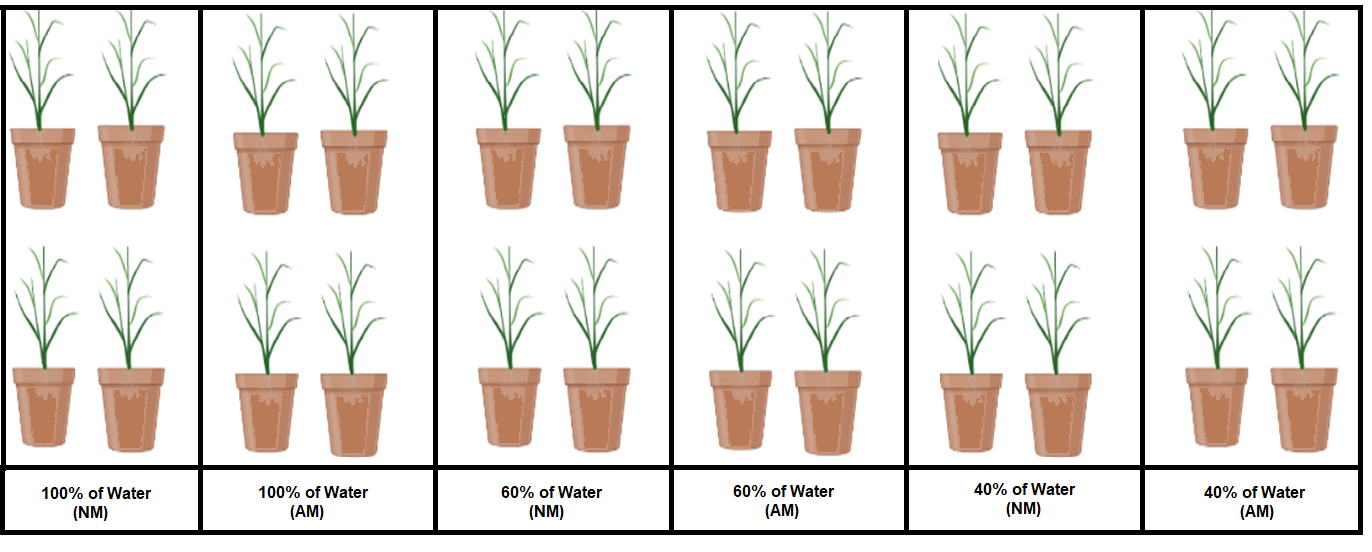 100% of Water
(NM)
100% of Water
(AM)
60% of Water
(NM)
60% of Water
(AM)
40% of Water
(NM)
40% of Water
(AM)